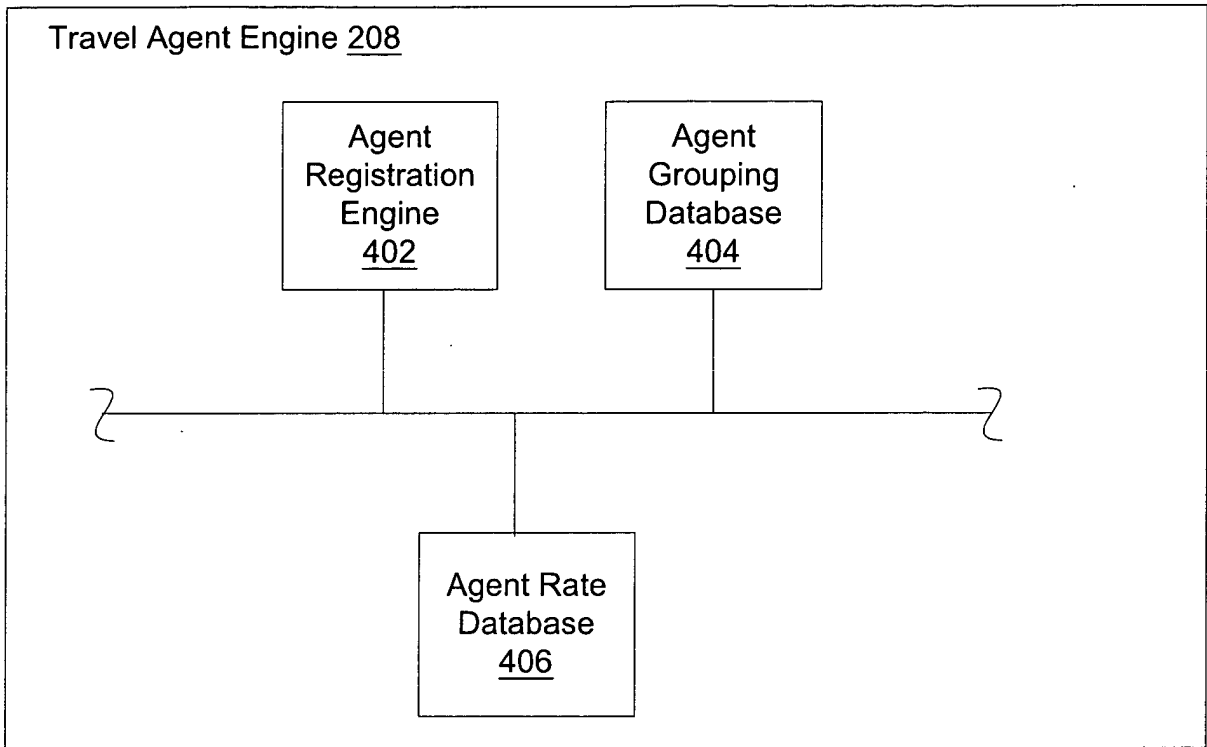 Travel Agent Engine 208
Agent
Registration
Engine
402
Agent
Grouping
Database
404
Agent Rate
Database
406